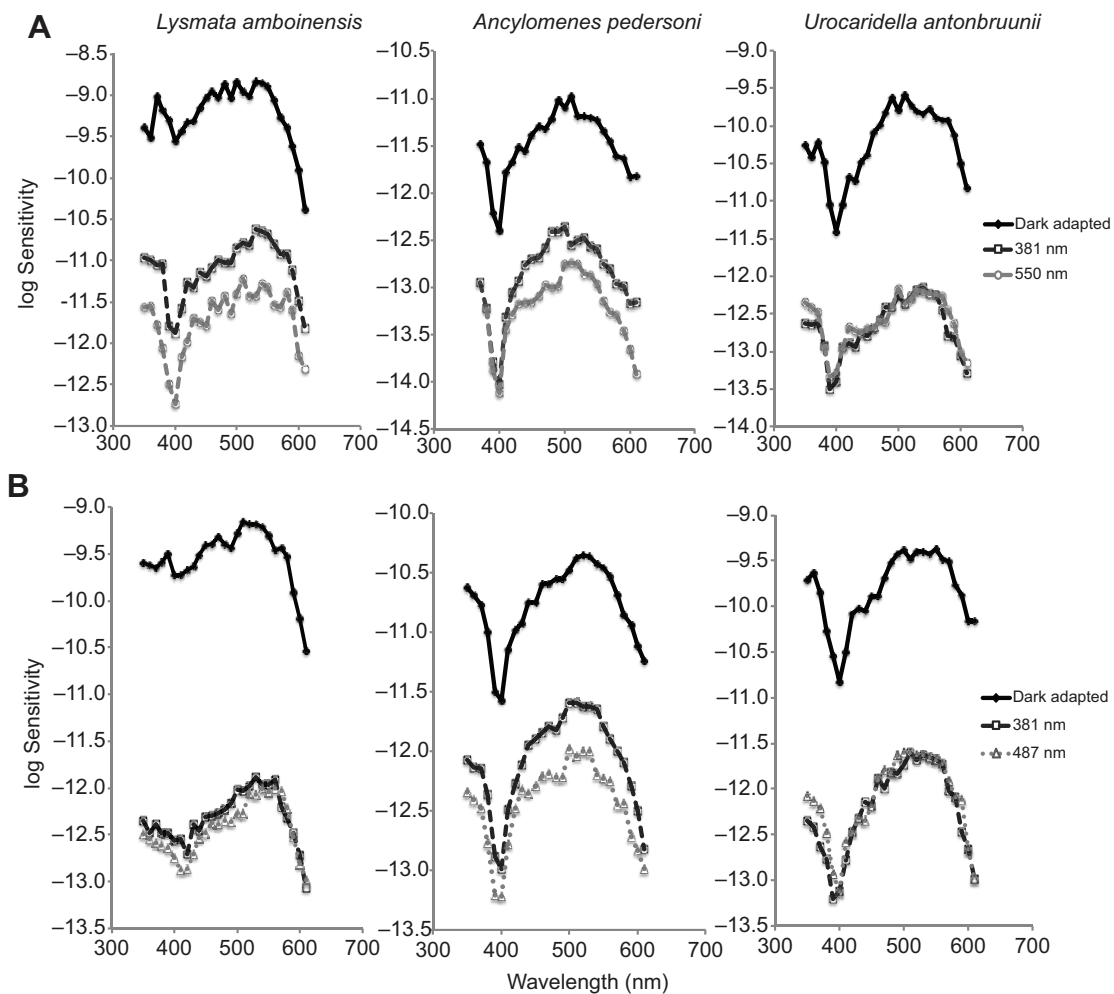 A
Lysmata amboinensis
Ancylomenes pedersoni
Urocaridella antonbruunii
log Sensitivity
–8.5
–9.0
–9.5
–10.0
–10.5
–11.0
–11.5
–12.0
–12.5
–13.0
300 400 500 600 700
–10.5
–11.0
–11.5
–12.0
–12.5
–13.0
–13.5
–14.0
–14.5
300 400 500 600 700
–9.0
–9.5
–10.0
–10.5
–11.0
–11.5
–12.0
–12.5
–13.0
–13.5
–14.0
300 400 500 600 700
Dark adapted
381 nm
550 nm
B
log Sensitivity
–9.0
–9.5
–10.0
–10.5
–11.0
–11.5
–12.0
–12.5
–13.0
–13.5
300 400 500 600 700
–10.0
–10.5
–11.0
–11.5
–12.0
–12.5
–13.0
–13.5
300 400 500 600 700
–9.0
–9.5
–10.0
–10.5
–11.0
–11.5
–12.0
–12.5
–13.0
–13.5
300 400 500 600 700
Dark adapted
381 nm
487 nm
Wavelength (nm)